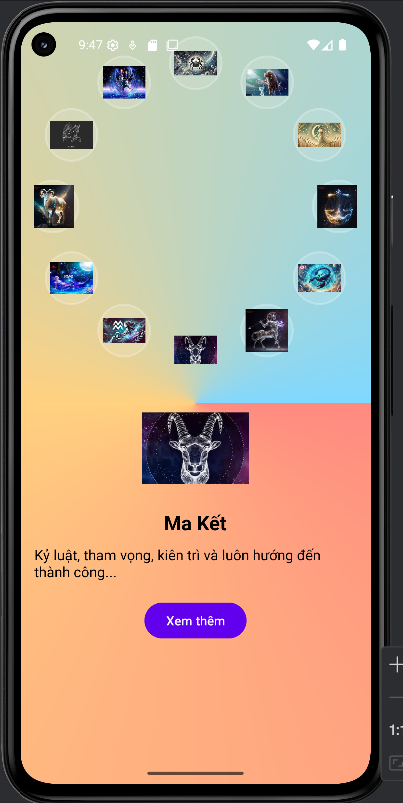 9:47
Ma Kết
Kỷ luật, tham vọng, kiên trì và luôn hướng đến
thành công...
Xem thêm